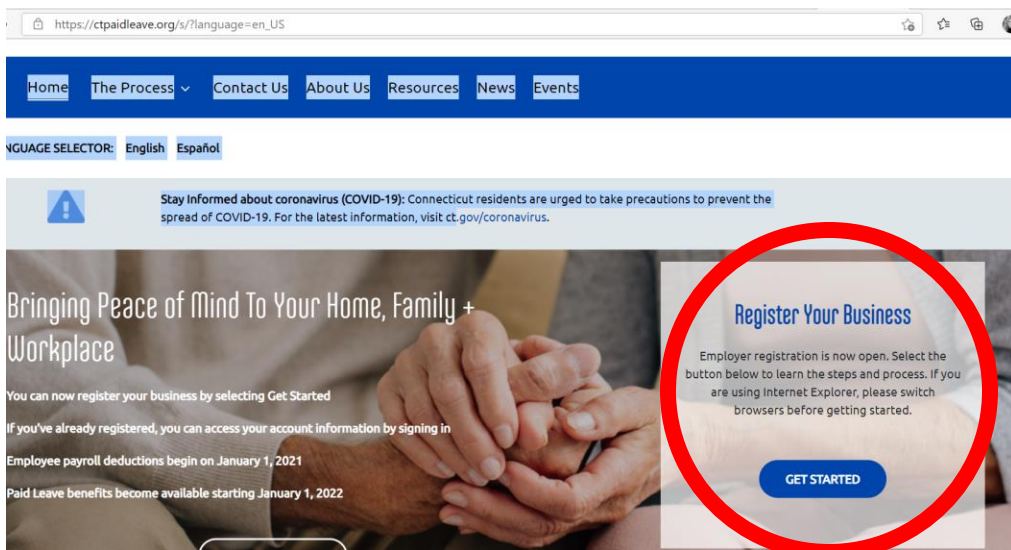 https://ctpaidleave.org/s/?language=en_US
Home The Process Contact Us About Us Resources News Events
NGUAGE SELECTOR: English Español
Stay Informed about coronavirus (COVID-19): Connecticut residents are urged to take precautions to prevent the
spread of COVID-19. For the latest information, visit ct.gov/coronavirus.
Bringing Peace of Mind To Your Home, Family +
Workplace
You can now register your business by selecting Get Started
If you've already registered, you can access your account information by signing in
Employee payroll deductions begin on January 1, 2021
Paid Leave benefits become available starting January 1, 2022
Register Your Business
Employer registration is now open. Select the
button below to learn the steps and process. If you
are using Internet Explorer, please switch
browsers before getting started.
GET STARTED